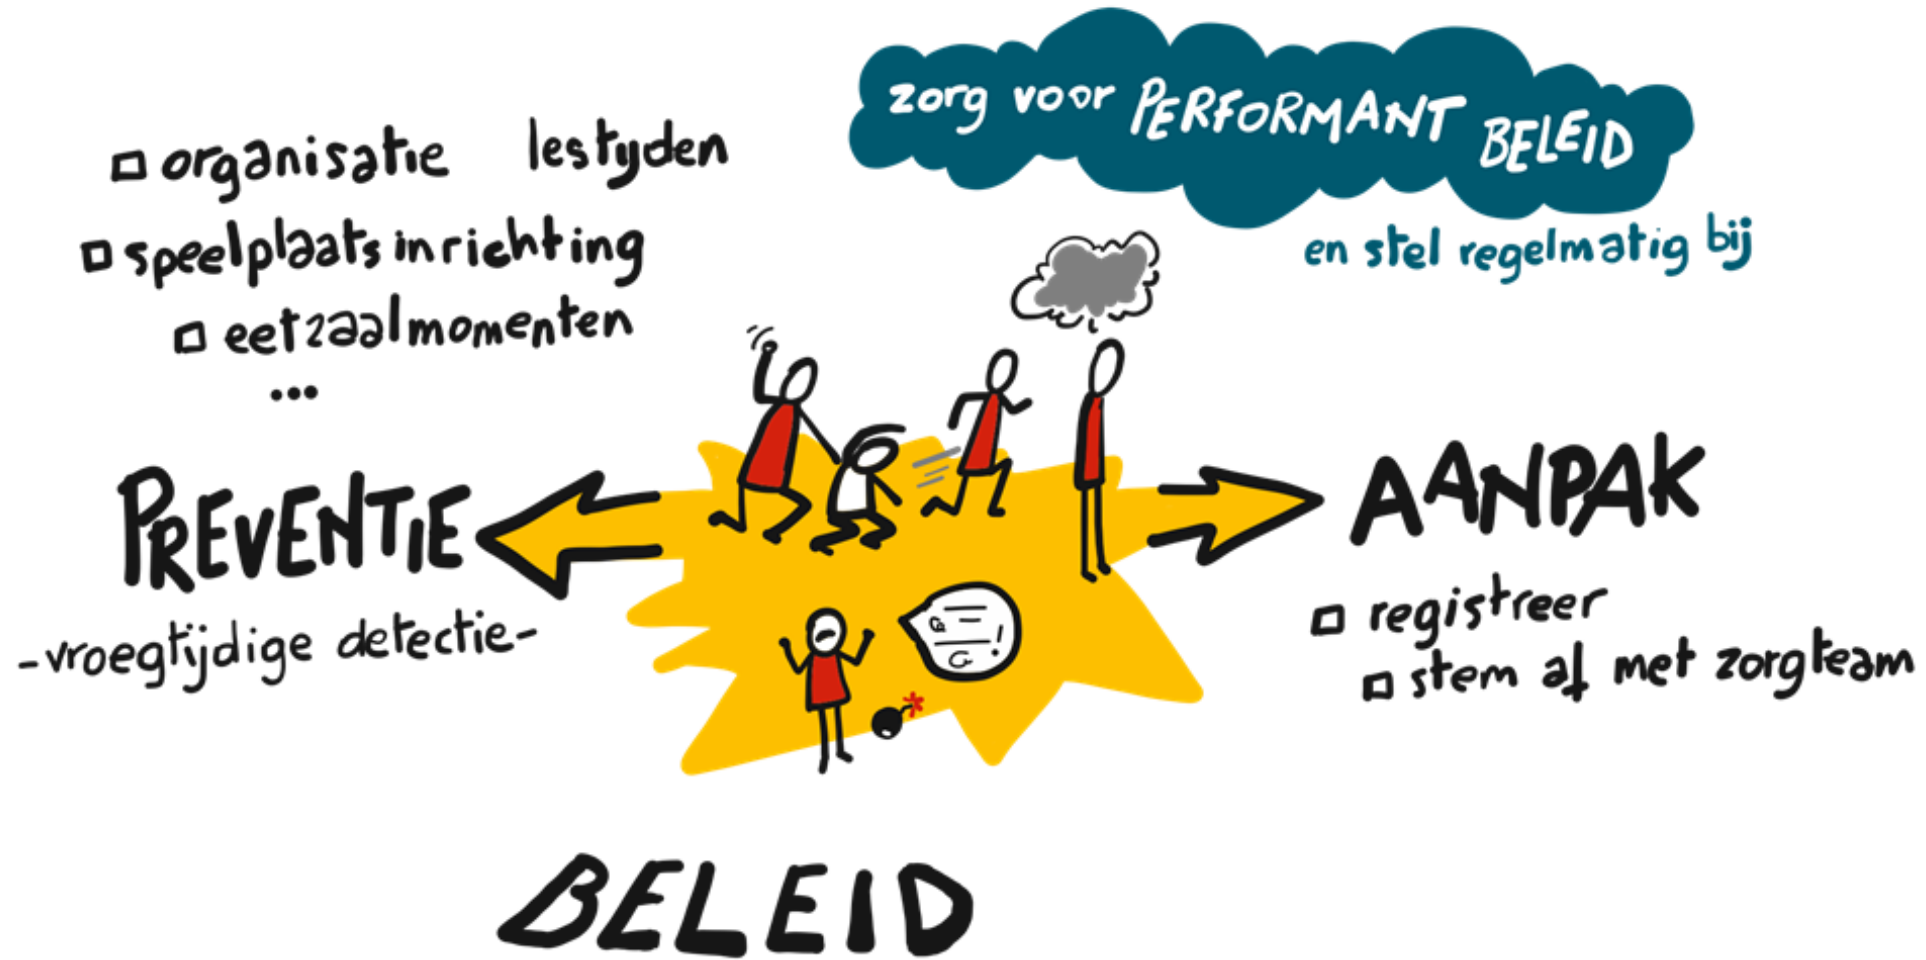 zorg voor PERFORMANT BELEID
en stel regelmatig bij
organisatie lestijden
speelplaatsinrichting
eetzaalmomenten
...
PREVENTIE
-vroegtijdige detectie-
AANPAK
registreer
stem af met zorgteam
BELEID